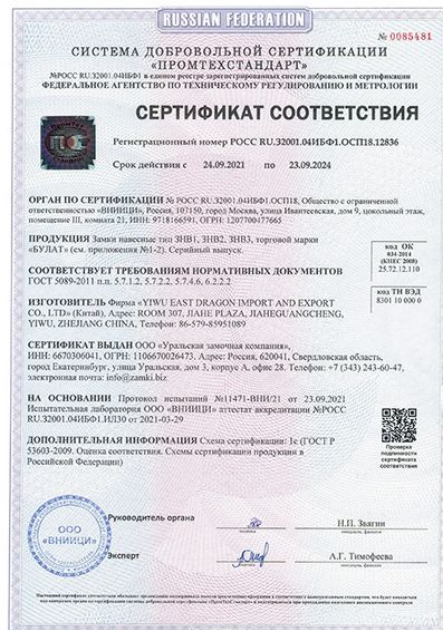 RUSSIAN FEDERATION
№ 0085481
СИСТЕМА ДОБРОВОЛЬНОЙ СЕРТИФИКАЦИИ
«ПРОМТЕХСТАНДАРТ»
№РОСС RU.32001.04ИБФ1 в едином реестре зарегистрированных систем добровольной сертификации
ФЕДЕРАЛЬНОЕ АГЕНТСТВО ПО ТЕХНИЧЕСКОМУ РЕГУЛИРОВАНИЮ И МЕТРОЛОГИИ
СЕРТИФИКАТ СООТВЕТСТВИЯ
Регистрационный номер РОСС RU.32001.04ИБФ1.ОСП18.12836
Срок действия с 24.09.2021 по 23.09.2024
ОРГАН ПО СЕРТИФИКАЦИИ № РОСС RU.32001.04ИБФ1.ОСП18, Общество с ограниченной
ответственностью «ВНИИЦИ», Россия, 107150, город Москва, улица Ивантеевская, дом 9, цокольный этаж,
помещение III, комната 21, ИНН: 9718166591, ОГРН: 1207700477665
ПРОДУКЦИЯ Замки навесные тип ЗНВ1, ЗНВ2, ЗНВ3, торговой марки
«БУЛАТ» (см. приложения №1-2). Серийный выпуск.
код ОК
034-2014
(КПЕС 2008)
25.72.12.110
СООТВЕТСТВУЕТ ТРЕБОВАНИЯМ НОРМАТИВНЫХ ДОКУМЕНТОВ
ГОСТ 5089-2011 п.п. 5.7.1.2, 5.7.2.2, 5.7.4.6, 6.2.2.2
код ТН ВЭД
8301 10 000 0
ИЗГОТОВИТЕЛЬ Фирма «YIWU EAST DRAGON IMPORT AND EXPORT
CO., LTD» (Китай), Адрес: ROOM 307, JIAHE PLAZA, JIAHEGUANGCHENG,
YIWU, ZHEJIANG CHINA, Телефон: 86-579-85951089
СЕРТИФИКАТ ВЫДАН ООО «Уральская замочная компания»,
ИНН: 6670306041, ОГРН: 1106670026473. Адрес: Россия, 620041, Свердловская область,
город Екатеринбург, улица Уральская, дом 3, корпус А, офис 28. Телефон: +7 (343) 243-60-47,
электронная почта: info@zamki.biz
НА ОСНОВАНИИ Протокол испытаний №11471-ВНИ/21 от 23.09.2021
Испытательная лаборатория ООО «ВНИИЦИ» аттестат аккредитации №РОСС
RU.32001.04ИБФ1.ИЛ30 от 2021-03-29
ДОПОЛНИТЕЛЬНАЯ ИНФОРМАЦИЯ Схема сертификации: 1с (ГОСТ Р
53603-2009. Оценка соответствия. Схемы сертификации продукции в
Российской Федерации)
Проверка
подлинности
сертификата
соответствия
Руководитель органа
Н.П. Звягин
ООО
«ВНИИЦИ»
Эксперт
А.Г. Тимофеева